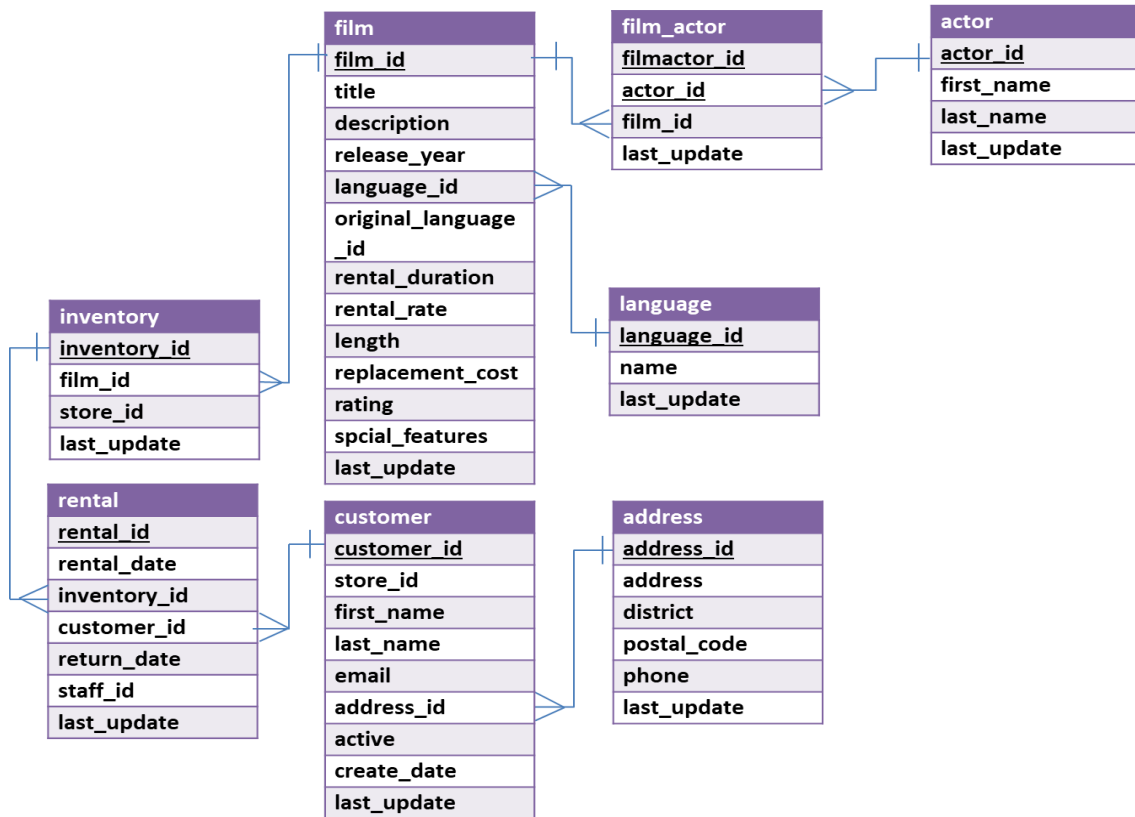 film
film_id
title
description
release_year
language_id
original_language
_id
rental_duration
rental_rate
length
replacement_cost
rating
spcial_features
last_update
film_actor
filmactor_id
actor_id
film_id
last_update
actor
actor_id
first_name
last_name
last_update
language
language_id
name
last_update
inventory
inventory_id
film_id
store_id
last_update
rental
rental_id
rental_date
inventory_id
customer_id
return_date
staff_id
last_update
customer
customer_id
store_id
first_name
last_name
email
address_id
active
create_date
last_update
address
address_id
address
district
postal_code
phone
last_update